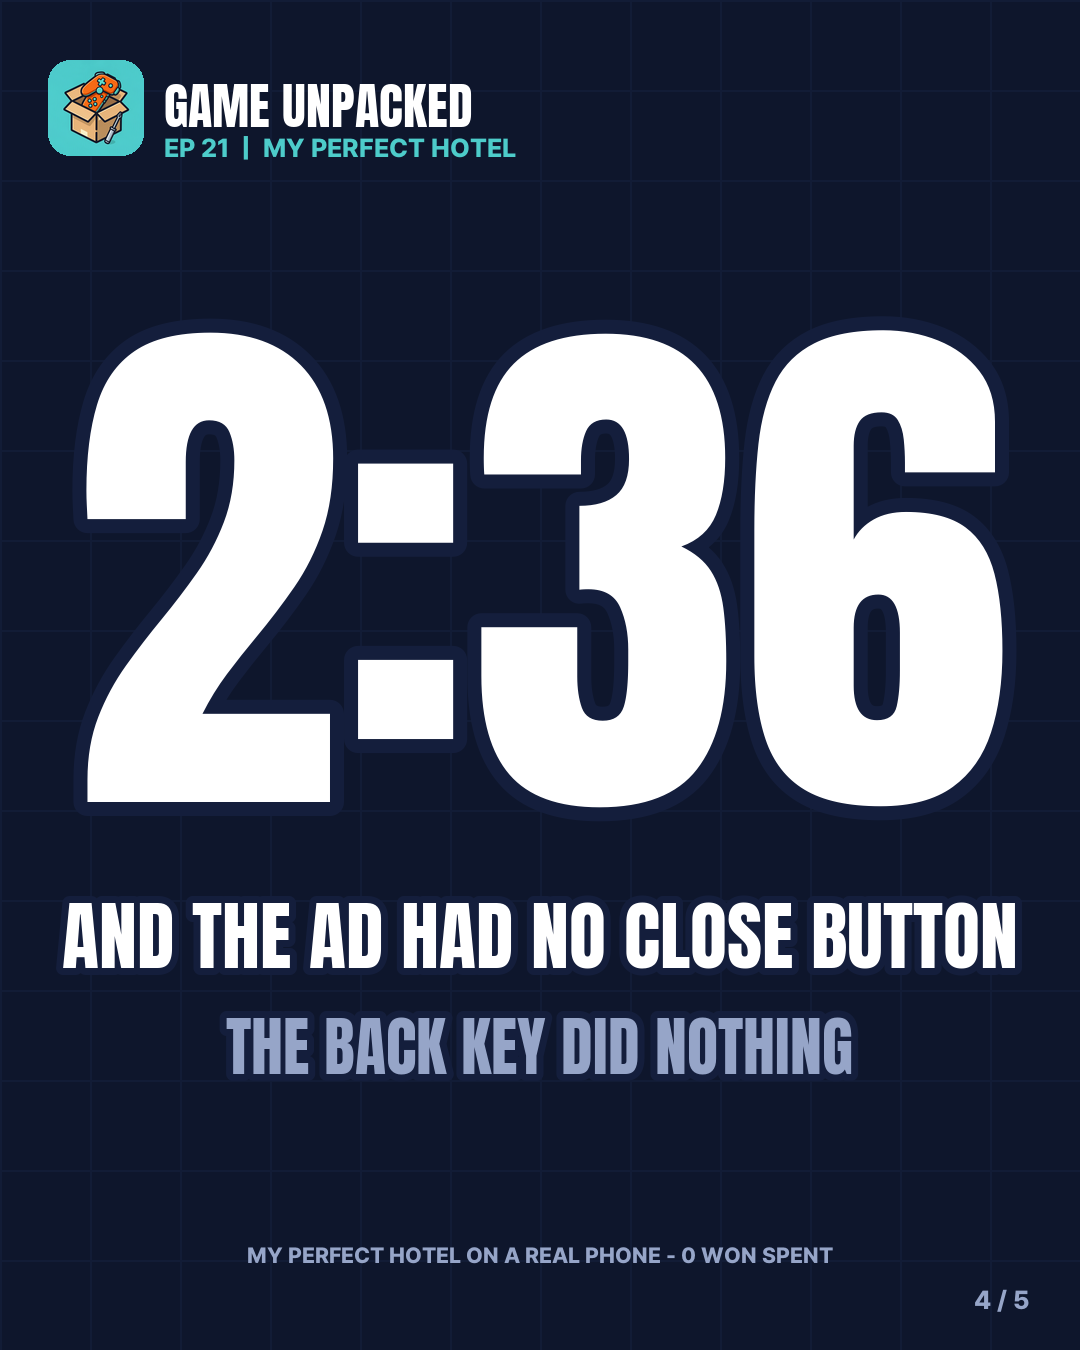 GAME UNPACKED
EP 21 | MY PERFECT HOTEL
2:36
AND THE AD HAD NO CLOSE BUTTON
THE BACK KEY DID NOTHING
MY PERFECT HOTEL ON A REAL PHONE - 0 WON SPENT
4 / 5